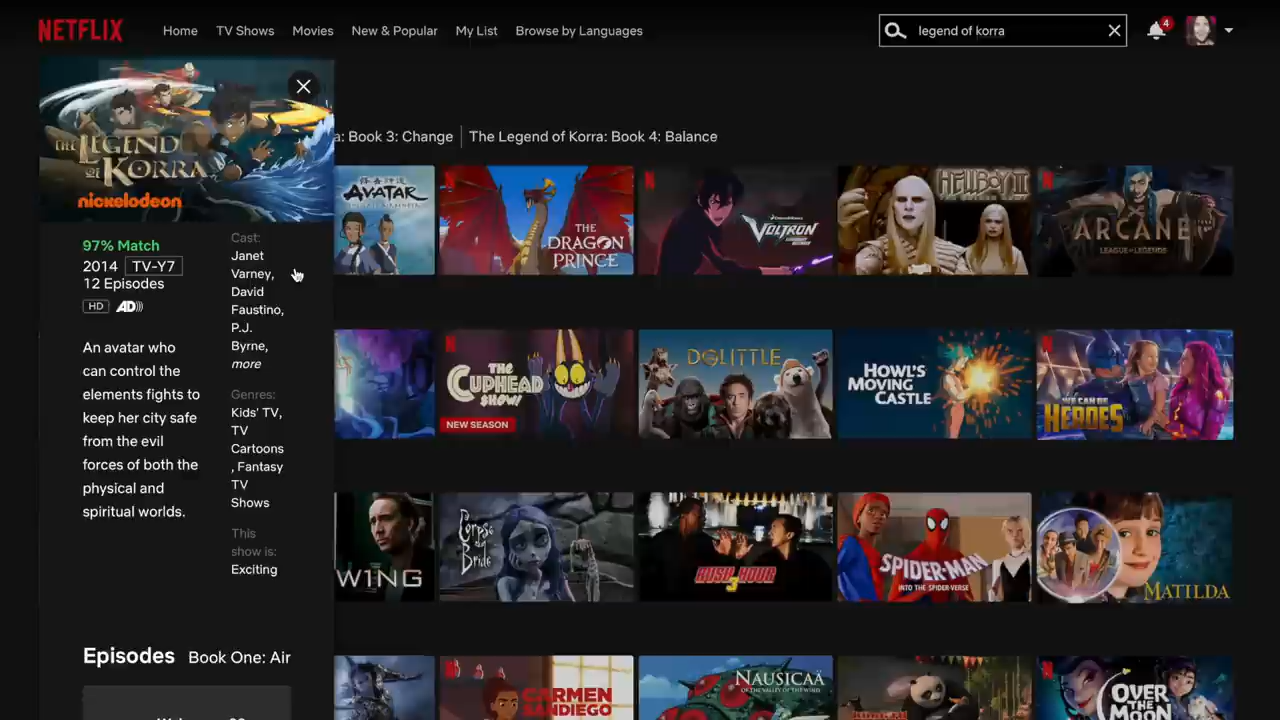 NETFLIX Home TV Shows Movies New & Popular My List Browse by Languages legend of korra 4
THE LEGEND OF KORRA
nickelodeon
a: Book 3: Change The Legend of Korra: Book 4: Balance
AVATAR
THE DRAGON PRINCE
DREAMWORKS
VOLTRON
HELLBOY II
ARCANE
LEAGUE of LEGENDS
97% Match
2014 TV-Y7
12 Episodes
HD AD
An avatar who
can control the
elements fights to
keep her city safe
from the evil
forces of both the
physical and
spiritual worlds.
Cast:
Janet
Varney,
David
Faustino,
P.J.
Byrne,
more
Genres:
Kids' TV,
TV
Cartoons
, Fantasy
TV
Shows
This
show is:
Exciting
THE CUPHEAD SHOW!
NEW SEASON
DOLITTLE
HOWL'S
MOVING
CASTLE
WE CAN BE
HEROES
WING
Corpse Bride
RUSH HOUR
3
SPIDER-MAN
INTO THE SPIDER-VERSE
MATILDA
Episodes Book One: Air
CARMEN
SANDIEGO
NAUSICAÄ
OF THE VALLEY OF THE WIND
OVER
THE
MOON